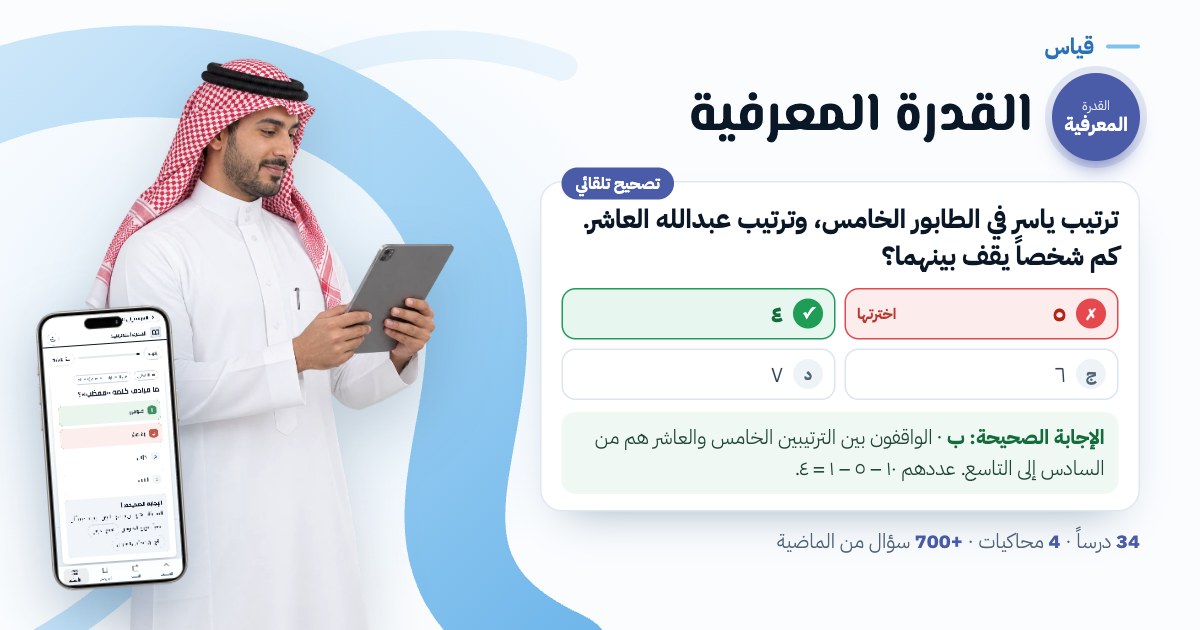 قياس
القدرة
المعرفية
القدرة المعرفية
تصحيح تلقائي
ترتيب ياسر في الطابور الخامس، وترتيب عبدالله العاشر.
كم شخصاً يقف بينهما؟
✗ ٥ اخترتها
✓ ٤
ج ٦
د ٧
الإجابة الصحيحة: ب · الواقفون بين الترتيبين الخامس والعاشر هم من
السادس إلى التاسع. عددهم ١٠ – ٥ – ١ = ٤.
34 درساً · 4 محاكيات · +700 سؤال من الماضية
الإجابة الصحيحة: أ